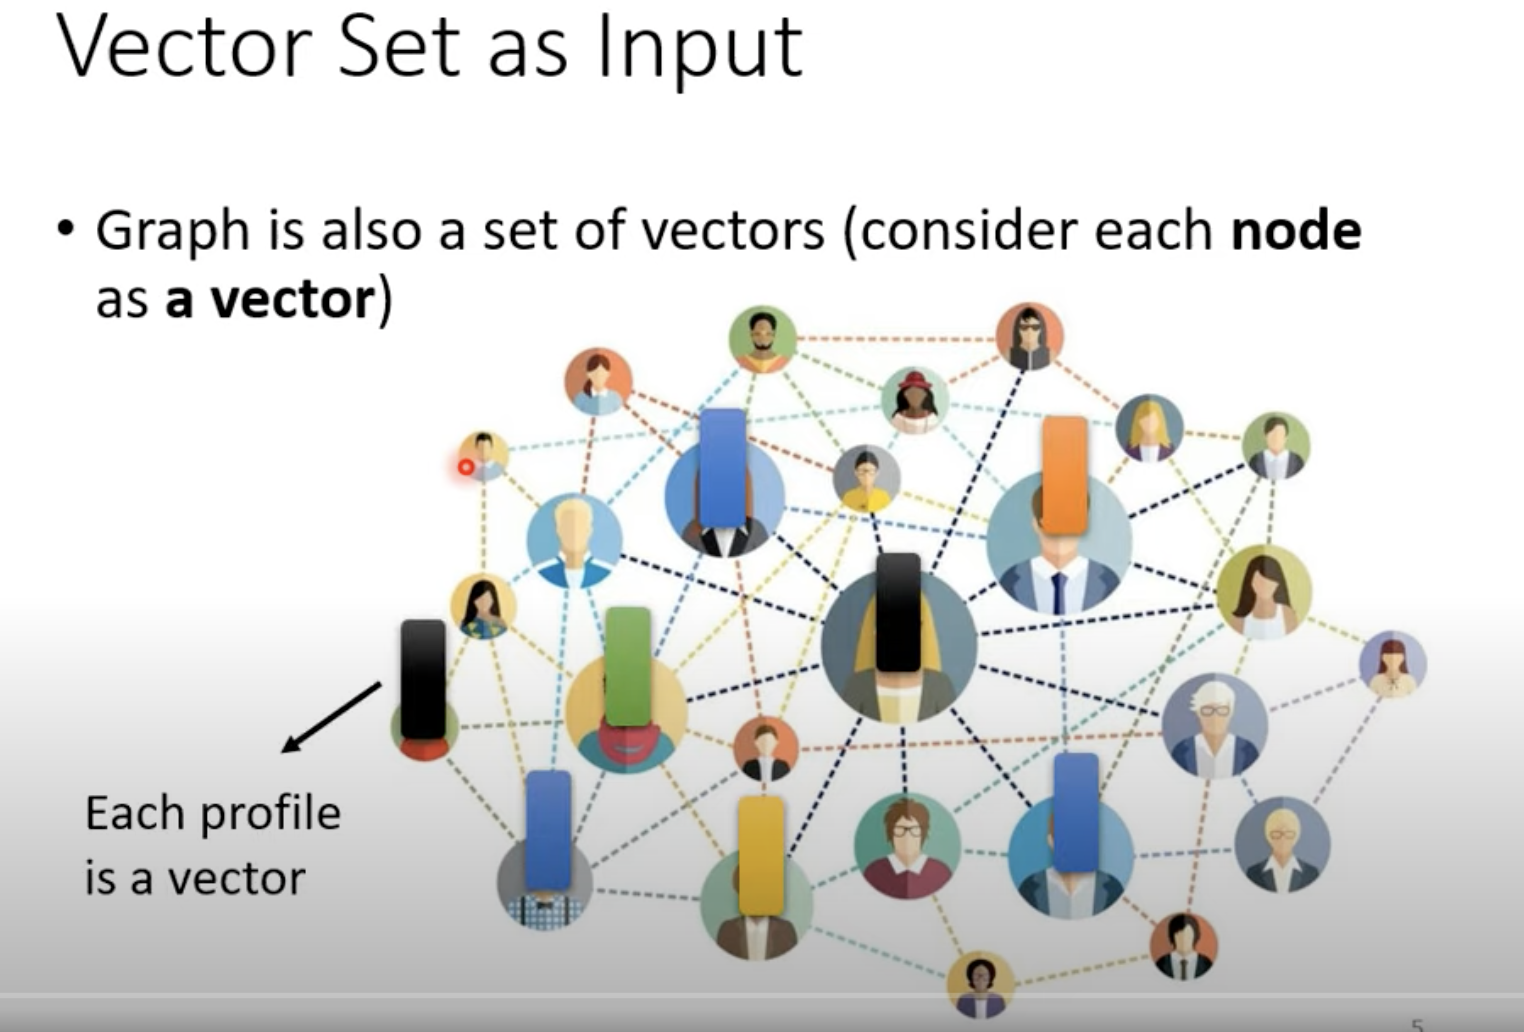 Vector Set as Input
• Graph is also a set of vectors (consider each node
as a vector)
Each profile
is a vector
5